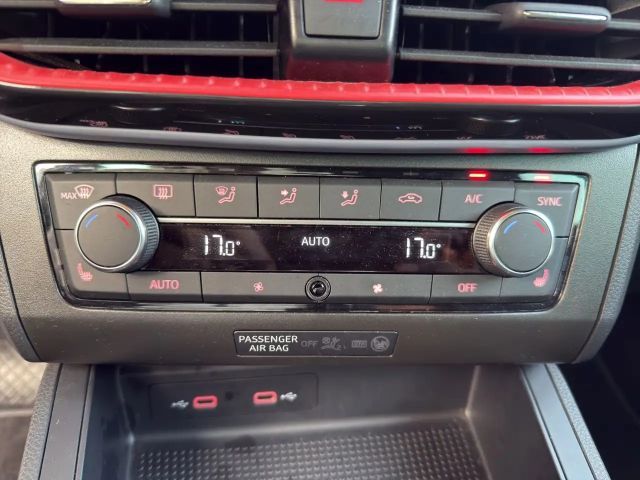 MAX
A/C
SYNC
17.0° AUTO 17.0°
AUTO
OFF
PASSENGER
AIR BAG
OFF